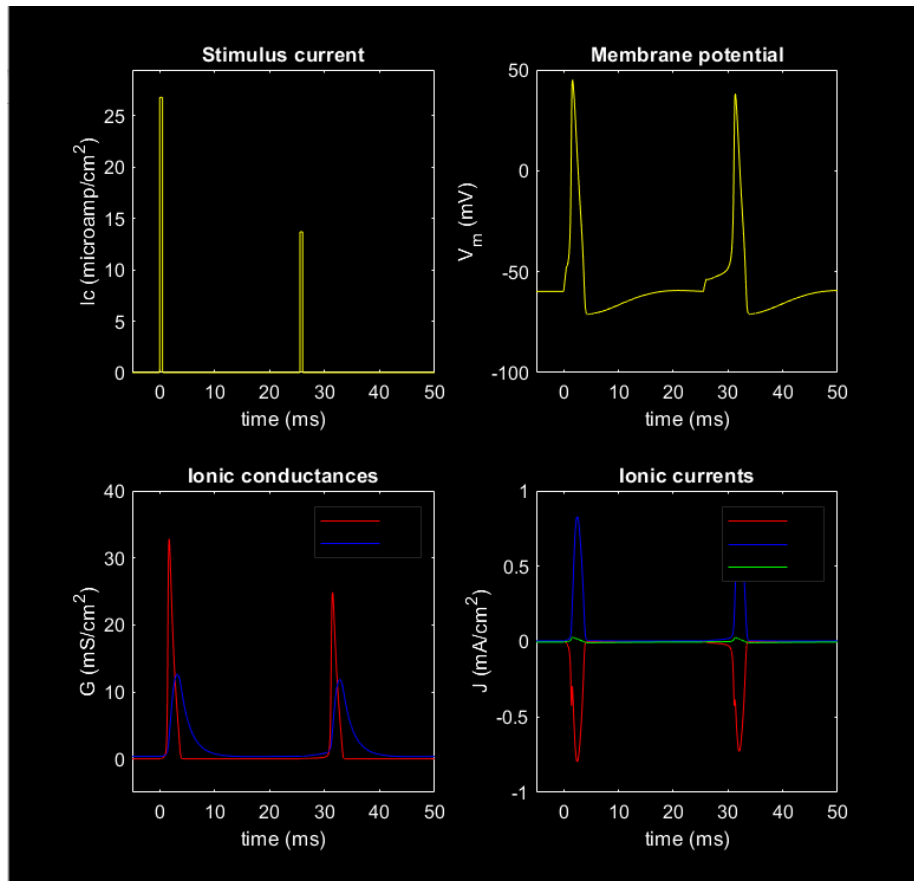 Stimulus current
Ic (microamp/cm²)
25
20
15
10
5
0
0 10 20 30 40 50
time (ms)
Membrane potential
V_m (mV)
50
0
-50
-100
0 10 20 30 40 50
time (ms)
Ionic conductances
G (mS/cm²)
40
30
20
10
0
0 10 20 30 40 50
time (ms)
Ionic currents
J (mA/cm²)
1
0.5
0
-0.5
-1
0 10 20 30 40 50
time (ms)